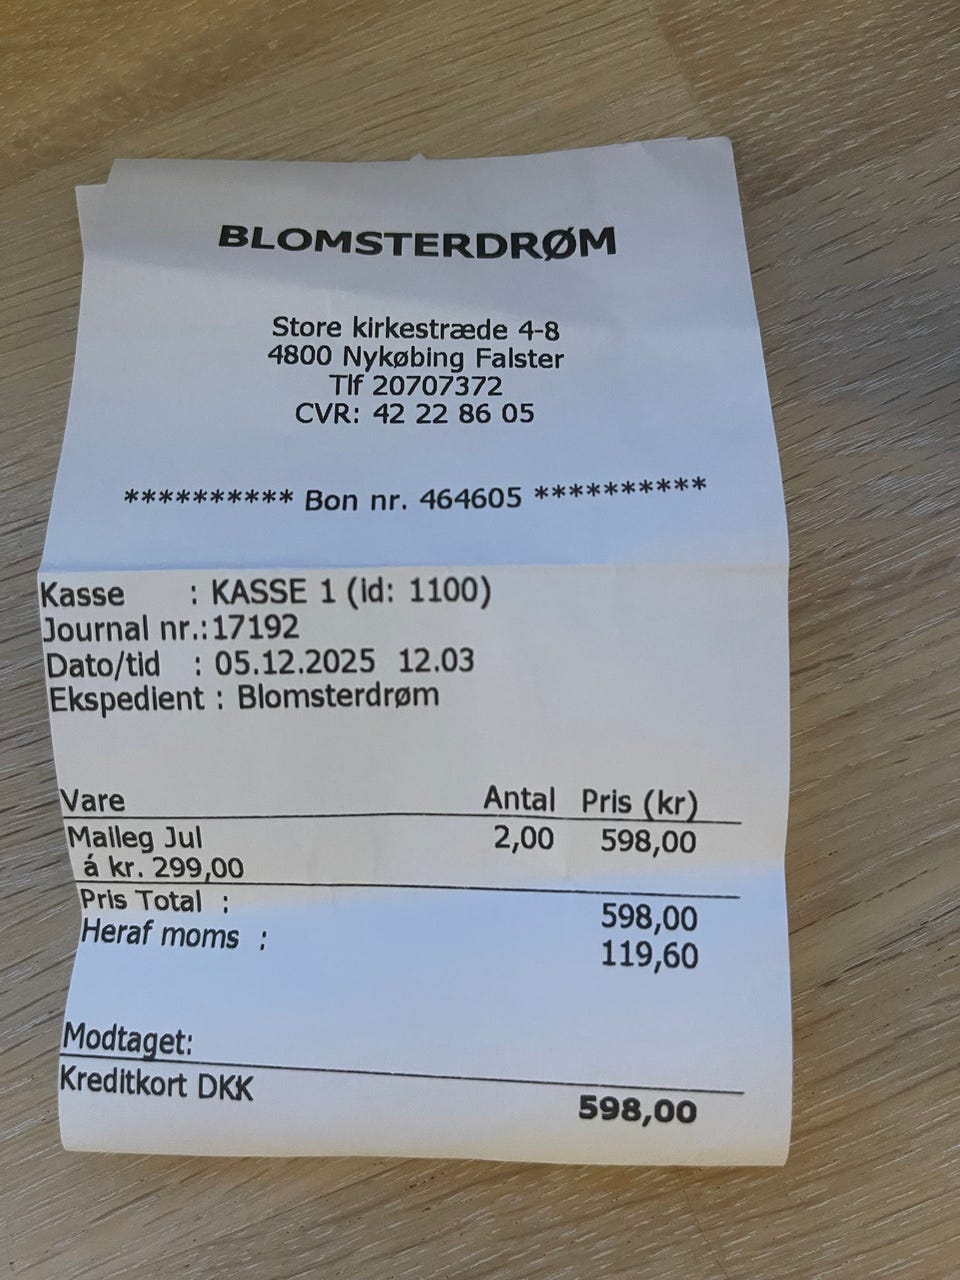 BLOMSTERDRØM
Store kirkestræde 4-8
4800 Nykøbing Falster
Tlf 20707372
CVR: 42 22 86 05
********** Bon nr. 464605 **********
Kasse : KASSE 1 (id: 1100)
Journal nr.:17192
Dato/tid : 05.12.2025 12.03
Ekspedient : Blomsterdrøm
Vare Antal Pris (kr)
Maileg Jul 2,00 598,00
á kr. 299,00
Pris Total : 598,00
Heraf moms : 119,60
Modtaget:
Kreditkort DKK 598,00